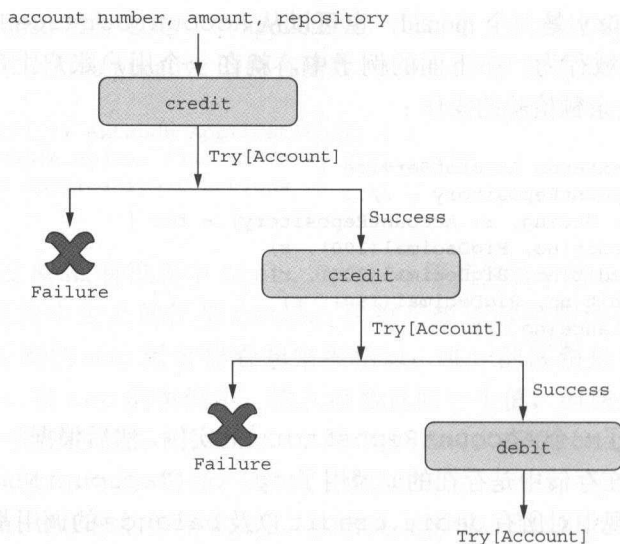 account number, amount, repository
credit
Try[Account]
Success
Failure
credit
Try[Account]
Success
Failure
debit
Try[Account]